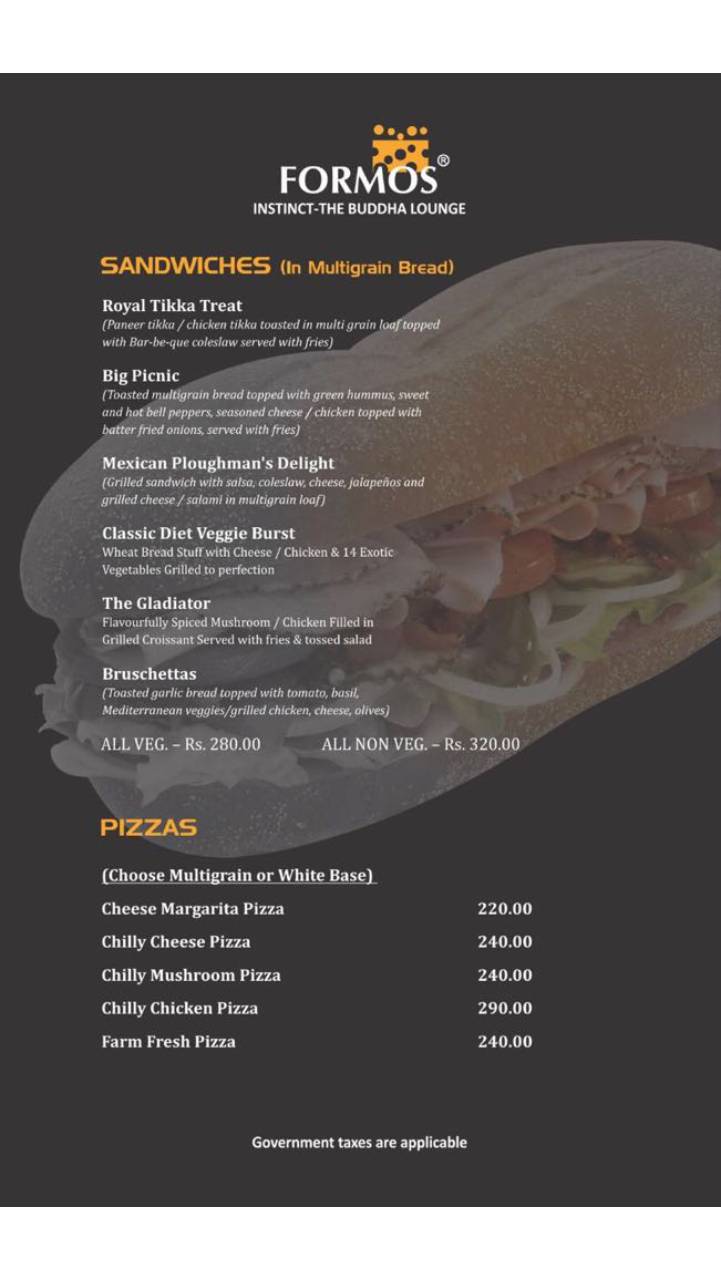 FORMOS®
INSTINCT-THE BUDDHA LOUNGE
SANDWICHES (In Multigrain Bread)
Royal Tikka Treat
(Paneer tikka / chicken tikka toasted in multi grain loaf topped
with Bar-be-que coleslaw served with fries)
Big Picnic
(Toasted multigrain bread topped with green hummus, sweet
and hot bell peppers, seasoned cheese / chicken topped with
batter fried onions, served with fries)
Mexican Ploughman's Delight
(Grilled sandwich with salsa, coleslaw, cheese, jalapeños and
grilled cheese / salami in multigrain loaf)
Classic Diet Veggie Burst
Wheat Bread Stuff with Cheese / Chicken & 14 Exotic
Vegetables Grilled to perfection
The Gladiator
Flavourfully Spiced Mushroom / Chicken Filled in
Grilled Croissant Served with fries & tossed salad
Bruschettas
(Toasted garlic bread topped with tomato, basil,
Mediterranean veggies/grilled chicken, cheese, olives)
ALL VEG. – Rs. 280.00 ALL NON VEG. – Rs. 320.00
PIZZAS
(Choose Multigrain or White Base)
Cheese Margarita Pizza 220.00
Chilly Cheese Pizza 240.00
Chilly Mushroom Pizza 240.00
Chilly Chicken Pizza 290.00
Farm Fresh Pizza 240.00
Government taxes are applicable